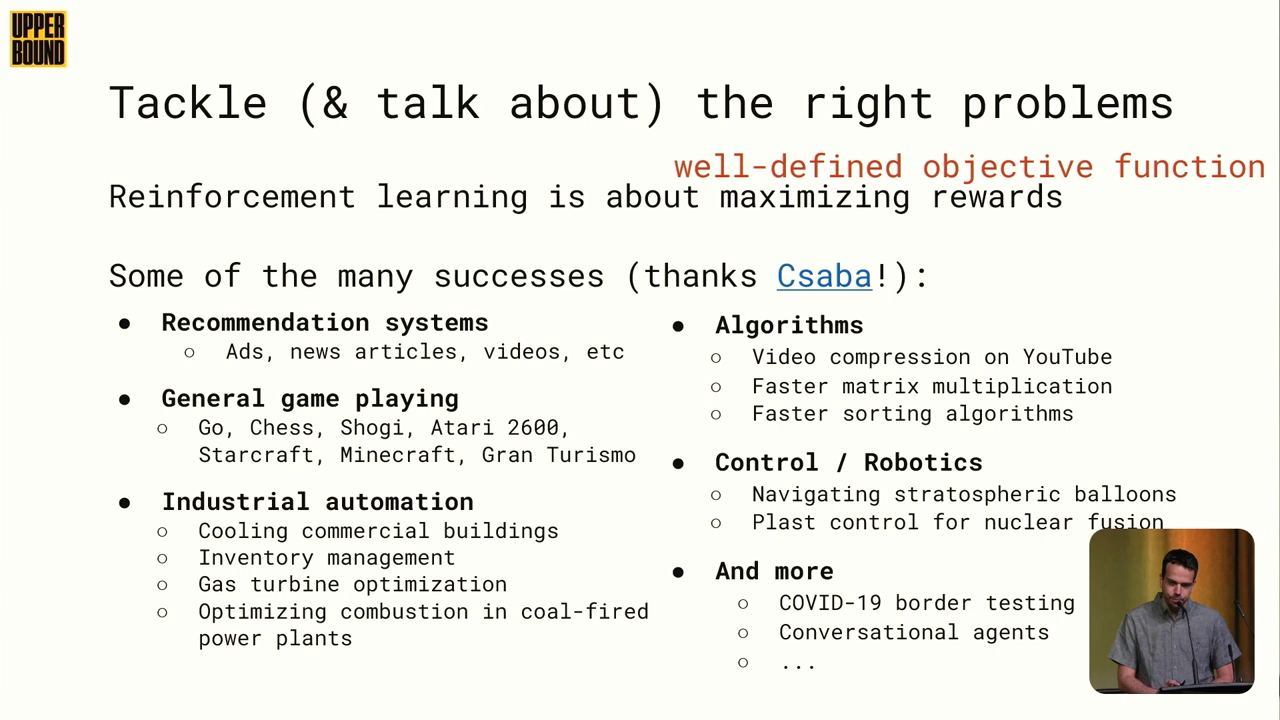 UPPER
BOUND
Tackle (& talk about) the right problems
well-defined objective function
Reinforcement learning is about maximizing rewards
Some of the many successes (thanks Csaba!):
● Recommendation systems
○ Ads, news articles, videos, etc
● General game playing
○ Go, Chess, Shogi, Atari 2600,
Starcraft, Minecraft, Gran Turismo
● Industrial automation
○ Cooling commercial buildings
○ Inventory management
○ Gas turbine optimization
○ Optimizing combustion in coal-fired
power plants
● Algorithms
○ Video compression on YouTube
○ Faster matrix multiplication
○ Faster sorting algorithms
● Control / Robotics
○ Navigating stratospheric balloons
○ Plast control for nuclear fusion
● And more
○ COVID-19 border testing
○ Conversational agents
○ ...